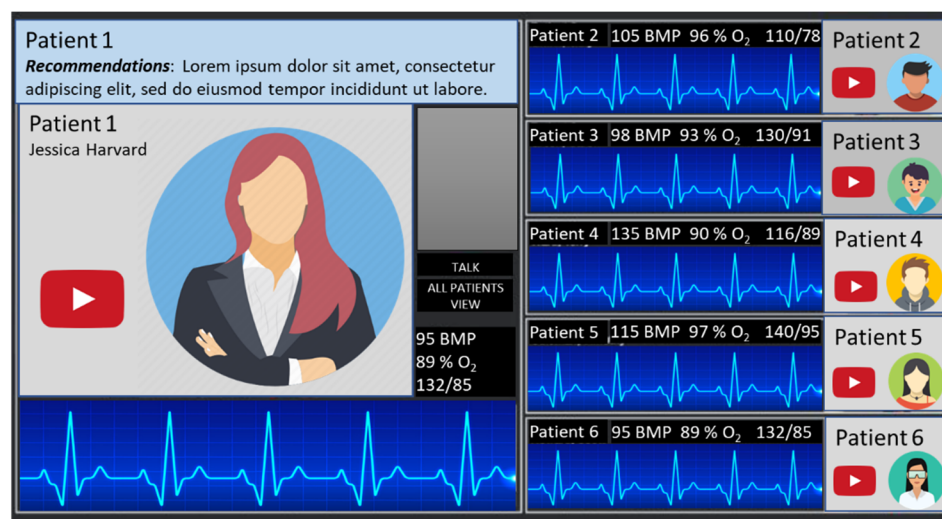 Patient 1
Recommendations: Lorem ipsum dolor sit amet, consectetur
adipiscing elit, sed do eiusmod tempor incididunt ut labore.
Patient 1
Jessica Harvard
TALK
ALL PATIENTS
VIEW
95 BMP
89 % O₂
132/85
Patient 2 105 BMP 96 % O₂ 110/78
Patient 2
Patient 3 98 BMP 93 % O₂ 130/91
Patient 3
Patient 4 135 BMP 90 % O₂ 116/89
Patient 4
Patient 5 115 BMP 97 % O₂ 140/95
Patient 5
Patient 6 95 BMP 89 % O₂ 132/85
Patient 6